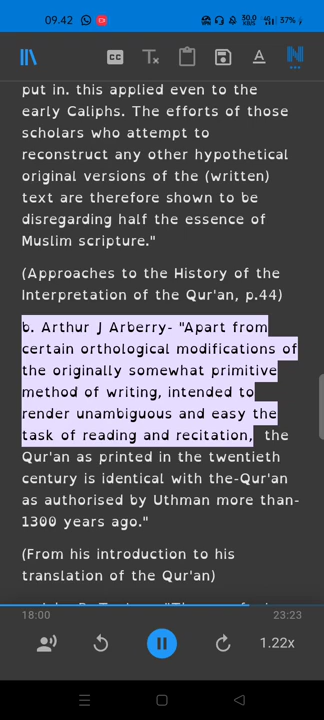 09.42
30.0 KB/S
4G
37%
CC
put in. this applied even to the
early Caliphs. The efforts of those
scholars who attempt to
reconstruct any other hypothetical
original versions of the (written)
text are therefore shown to be
disregarding half the essence of
Muslim scripture."
(Approaches to the History of the
Interpretation of the Qur'an, p.44)
b. Arthur J Arberry- "Apart from
certain orthological modifications of
the originally somewhat primitive
method of writing, intended to
render unambiguous and easy the
task of reading and recitation, the
Qur'an as printed in the twentieth
century is identical with the-Qur'an
as authorised by Uthman more than-
1300 years ago."
(From his introduction to his
translation of the Qur'an)
18:00
23:23
1.22x